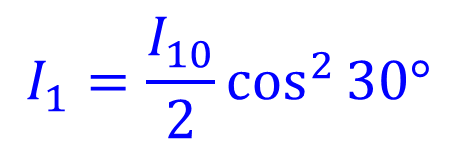 I₁ = I₁₀/2 cos² 30°